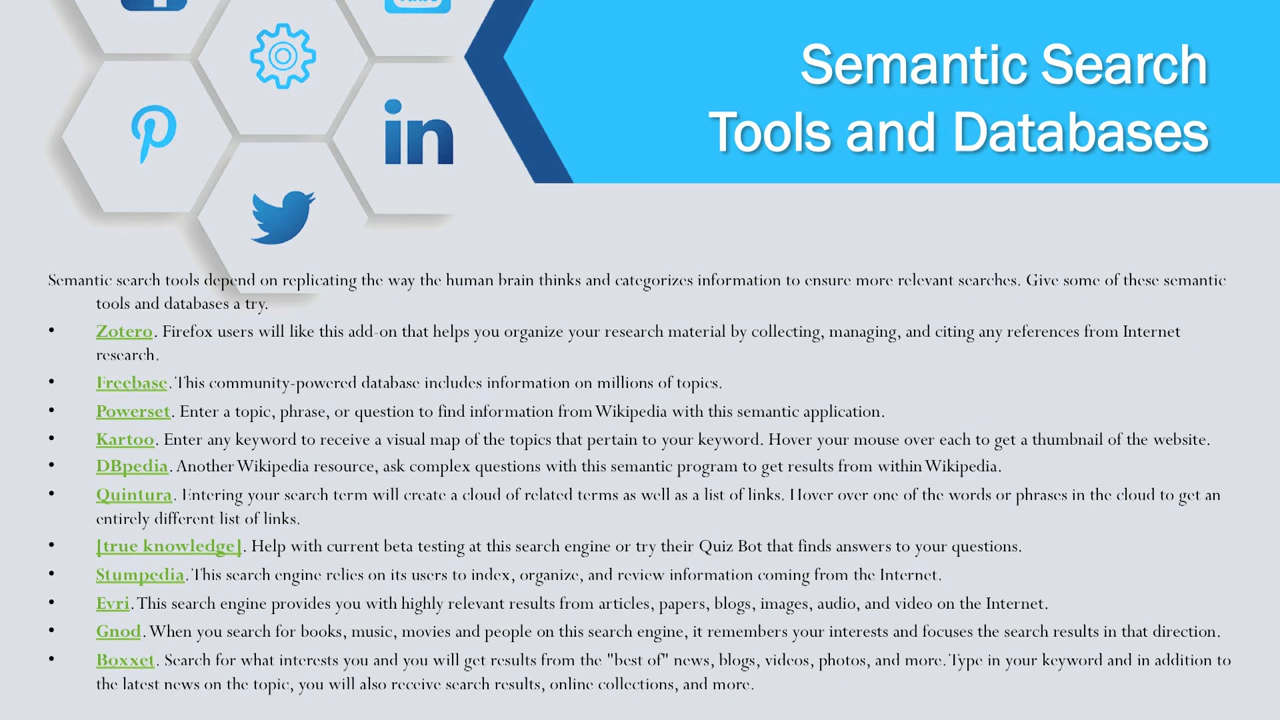 Semantic Search
Tools and Databases
in
Semantic search tools depend on replicating the way the human brain thinks and categorizes information to ensure more relevant searches. Give some of these semantic
tools and databases a try.
• Zotero. Firefox users will like this add-on that helps you organize your research material by collecting, managing, and citing any references from Internet
research.
• Freebase. This community-powered database includes information on millions of topics.
• Powerset. Enter a topic, phrase, or question to find information from Wikipedia with this semantic application.
• Kartoo. Enter any keyword to receive a visual map of the topics that pertain to your keyword. Hover your mouse over each to get a thumbnail of the website.
• DBpedia. Another Wikipedia resource, ask complex questions with this semantic program to get results from within Wikipedia.
• Quintura. Entering your search term will create a cloud of related terms as well as a list of links. Hover over one of the words or phrases in the cloud to get an
entirely different list of links.
• [true knowledge]. Help with current beta testing at this search engine or try their Quiz Bot that finds answers to your questions.
• Stumpedia. This search engine relies on its users to index, organize, and review information coming from the Internet.
• Evri. This search engine provides you with highly relevant results from articles, papers, blogs, images, audio, and video on the Internet.
• Gnod. When you search for books, music, movies and people on this search engine, it remembers your interests and focuses the search results in that direction.
• Boxxet. Search for what interests you and you will get results from the "best of" news, blogs, videos, photos, and more. Type in your keyword and in addition to
the latest news on the topic, you will also receive search results, online collections, and more.